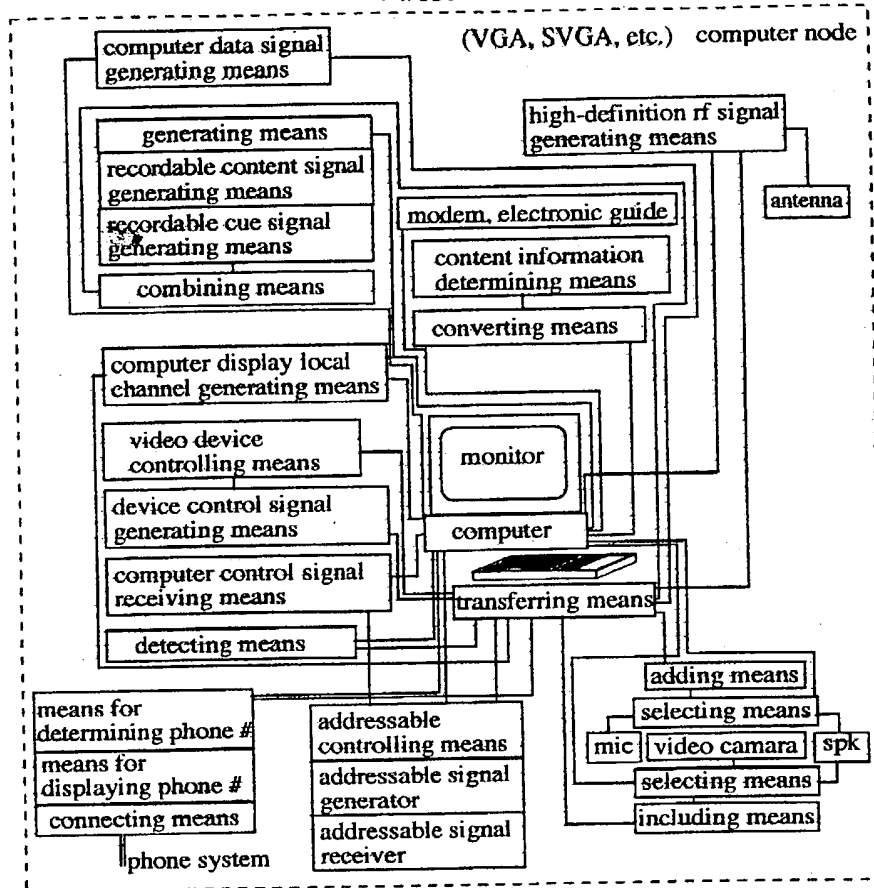 (VGA, SVGA, etc.) computer node
computer data signal
generating means
high-definition rf signal
generating means
antenna
generating means
recordable content signal
generating means
recordable cue signal
generating means
combining means
modem, electronic guide
content information
determining means
converting means
computer display local
channel generating means
video device
controlling means
monitor
device control signal
generating means
computer
computer control signal
receiving means
transferring means
detecting means
adding means
selecting means
mic
video camara
spk
selecting means
including means
means for
determining phone #
means for
displaying phone #
connecting means
phone system
addressable
controlling means
addressable signal
generator
addressable signal
receiver